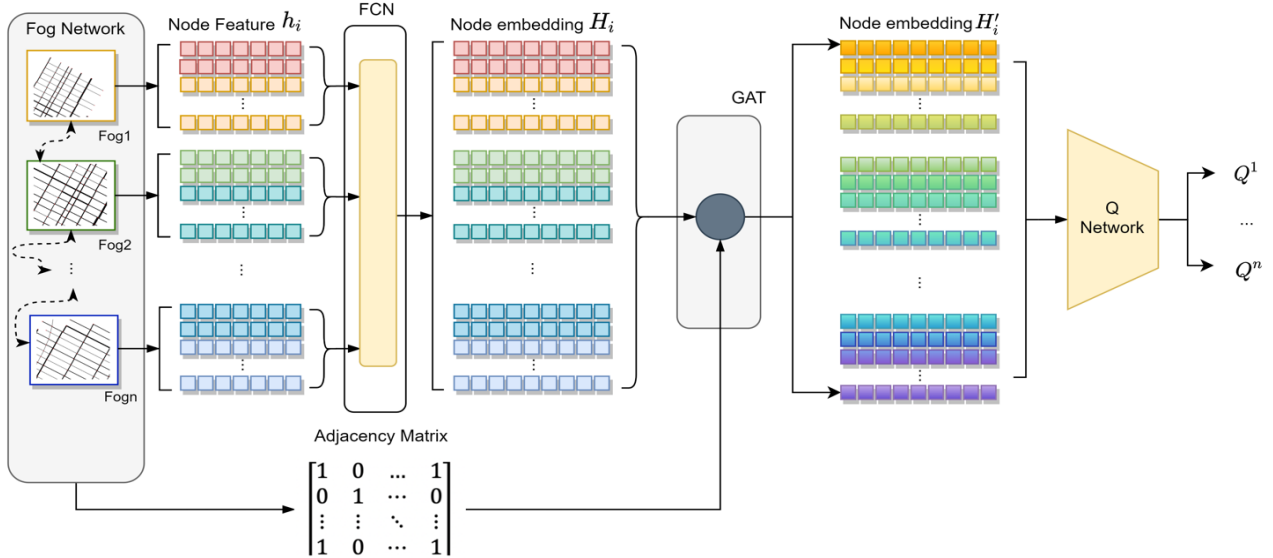 Fog Network
Node Feature h_i
FCN
Node embedding H_i
Node embedding H'_i
Fog1
Fog2
⋮
Fogn
⋮
⋮
...
⋮
⋮
⋮
...
⋮
GAT
⋮
⋮
...
⋮
Q
Network
Q^1
...
Q^n
Adjacency Matrix
1 0 ... 1
0 1 ⋯ 0
⋮ ⋮ ⋱ ⋮
1 0 ⋯ 1